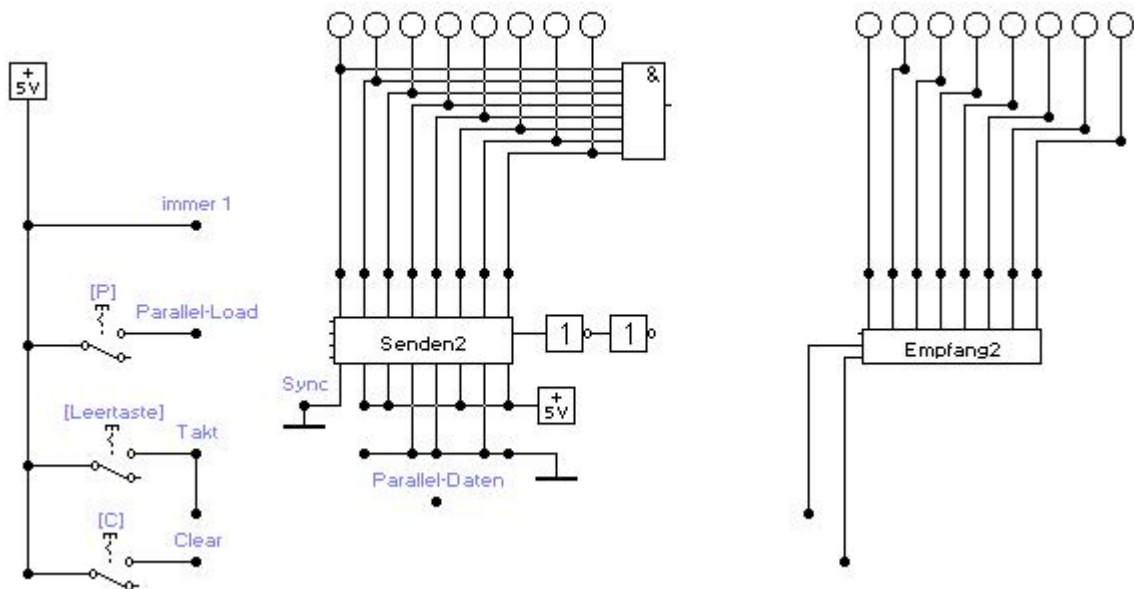 +
5V
&
immer 1
[P]
Parallel-Load
1
1
Senden2
Empfang2
Sync
+
5V
[Leertaste]
Takt
Parallel-Daten
[C]
Clear